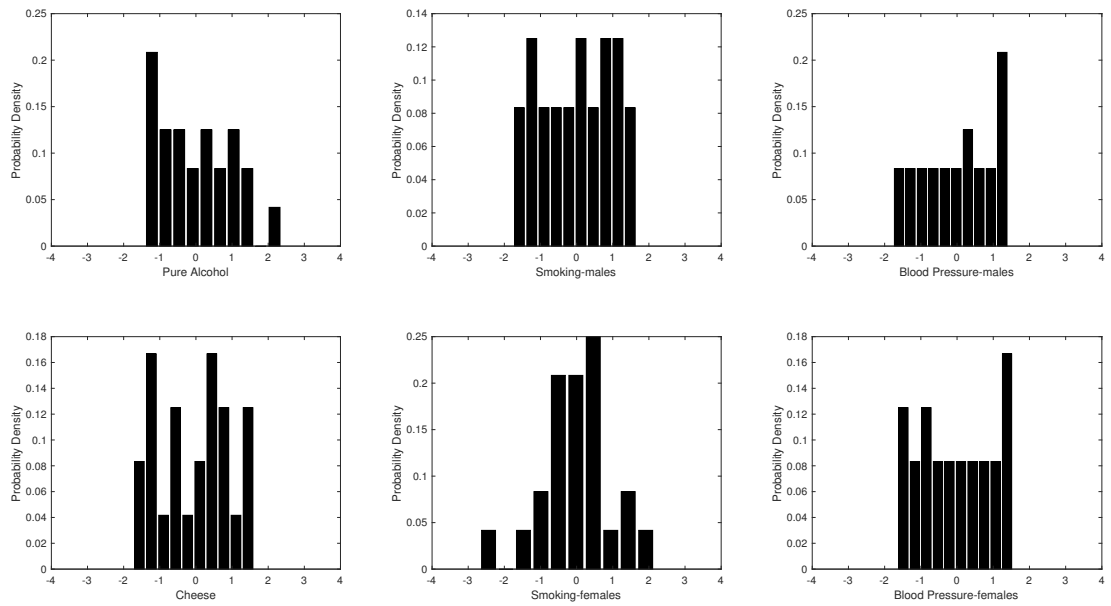 0.25
0.2
0.15
0.1
0.05
0
Probability Density
-4 -3 -2 -1 0 1 2 3 4
Pure Alcohol
0.14
0.12
0.1
0.08
0.06
0.04
0.02
0
Probability Density
-4 -3 -2 -1 0 1 2 3 4
Smoking-males
0.25
0.2
0.15
0.1
0.05
0
Probability Density
-4 -3 -2 -1 0 1 2 3 4
Blood Pressure-males
0.18
0.16
0.14
0.12
0.1
0.08
0.06
0.04
0.02
0
Probability Density
-4 -3 -2 -1 0 1 2 3 4
Cheese
0.25
0.2
0.15
0.1
0.05
0
Probability Density
-4 -3 -2 -1 0 1 2 3 4
Smoking-females
0.18
0.16
0.14
0.12
0.1
0.08
0.06
0.04
0.02
0
Probability Density
-4 -3 -2 -1 0 1 2 3 4
Blood Pressure-females